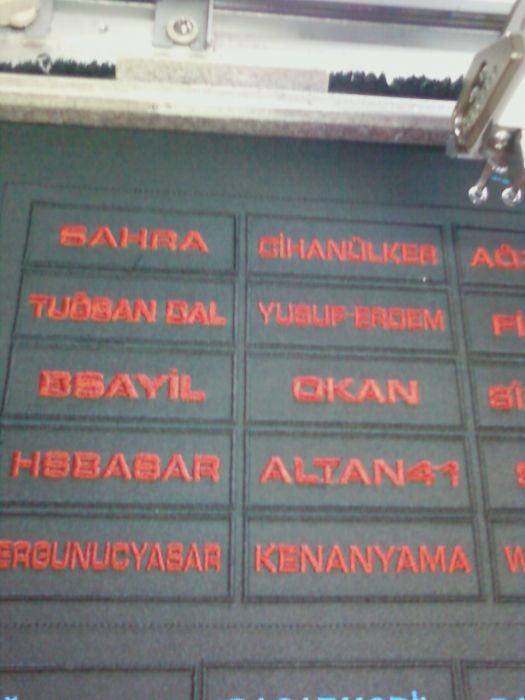 SAHRA
CİHANÜLKER
TUĞSAN DAL
YUSUF-ERDEM
BSAYİL
OKAN
HSBASAR
ALTAN41
ERGUNUCYASAR
KENANYAMA